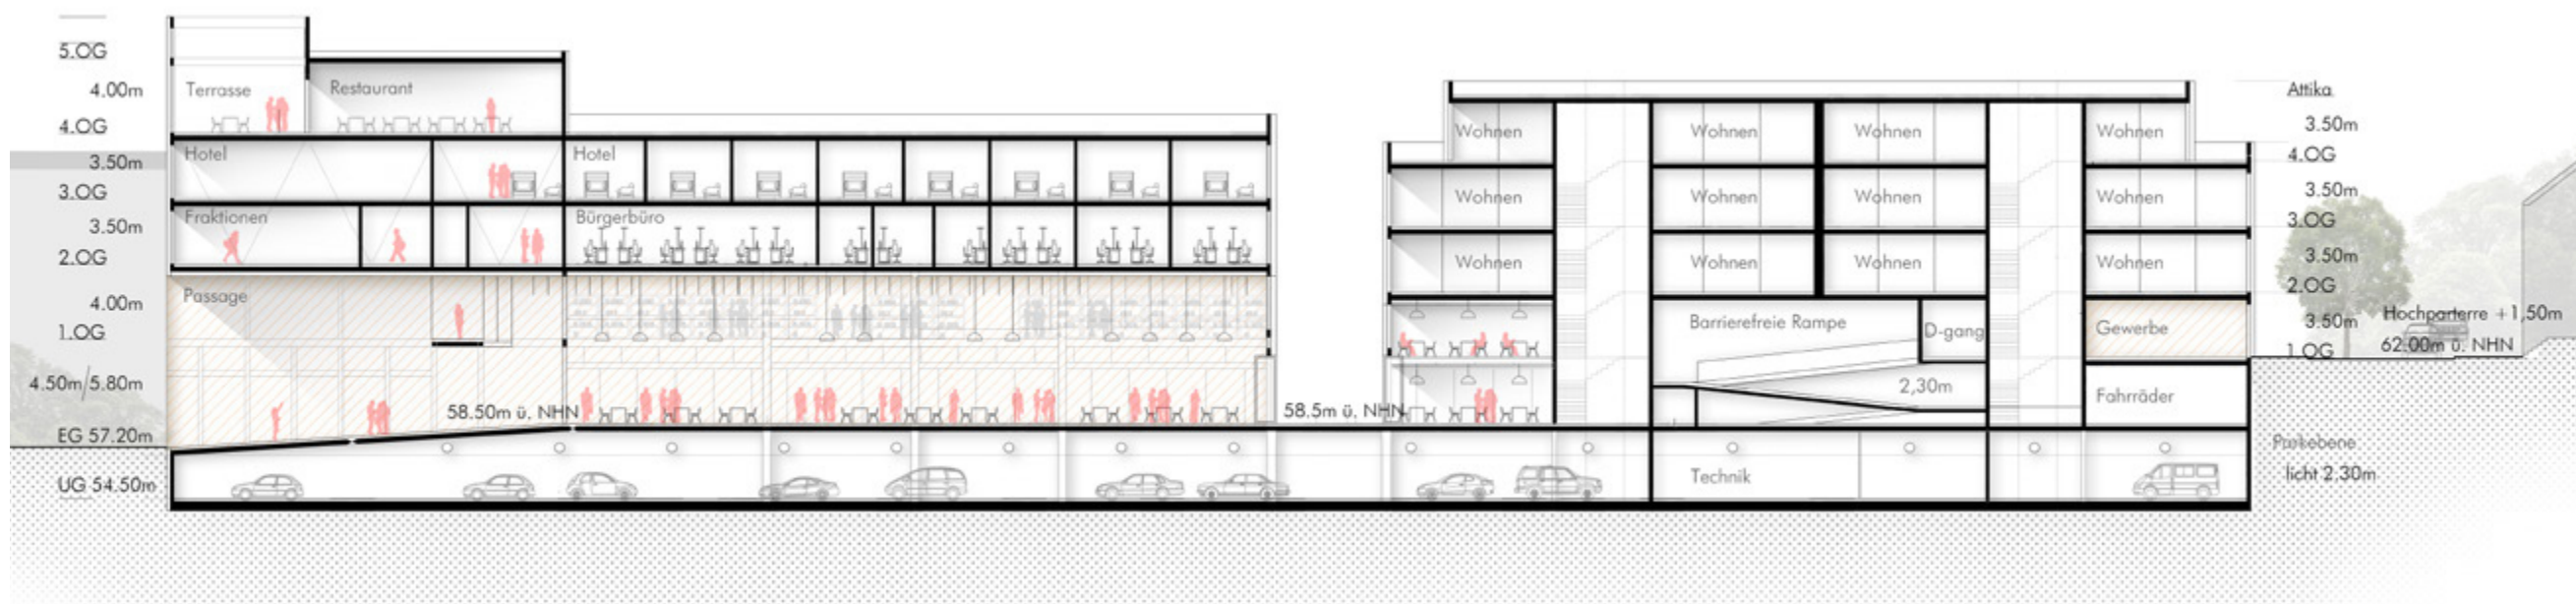 5.OG
4.00m
4.OG
3.50m
3.OG
3.50m
2.OG
4.00m
1.OG
4.50m/5.80m
EG 57.20m
UG 54.50m
Terrasse
Restaurant
Hotel
Hotel
Fraktionen
Bürgerbüro
Passage
58.50m ü. NHN
58.5m ü. NHN
Wohnen
Wohnen
Wohnen
Wohnen
Wohnen
Wohnen
Wohnen
Wohnen
Wohnen
Wohnen
Wohnen
Wohnen
Barrierefreie Rampe
D-gang
Gewerbe
2,30m
Fahrräder
Technik
Attika
3.50m
4.OG
3.50m
3.OG
3.50m
2.OG
3.50m
1.OG
Hochparterre +1,50m
62.00m ü. NHN
Parkebene
licht 2.30m